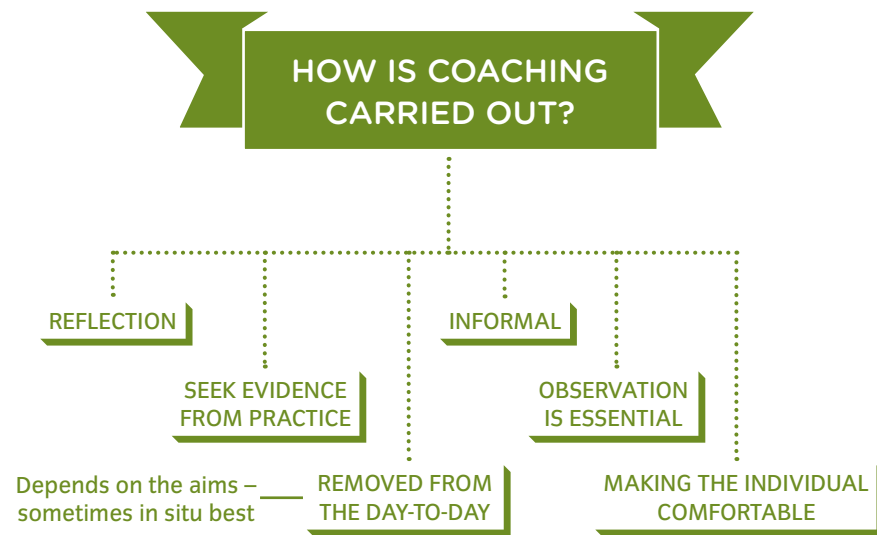 HOW IS COACHING
CARRIED OUT?
REFLECTION
INFORMAL
SEEK EVIDENCE
FROM PRACTICE
OBSERVATION
IS ESSENTIAL
Depends on the aims –
sometimes in situ best
REMOVED FROM
THE DAY-TO-DAY
MAKING THE INDIVIDUAL
COMFORTABLE